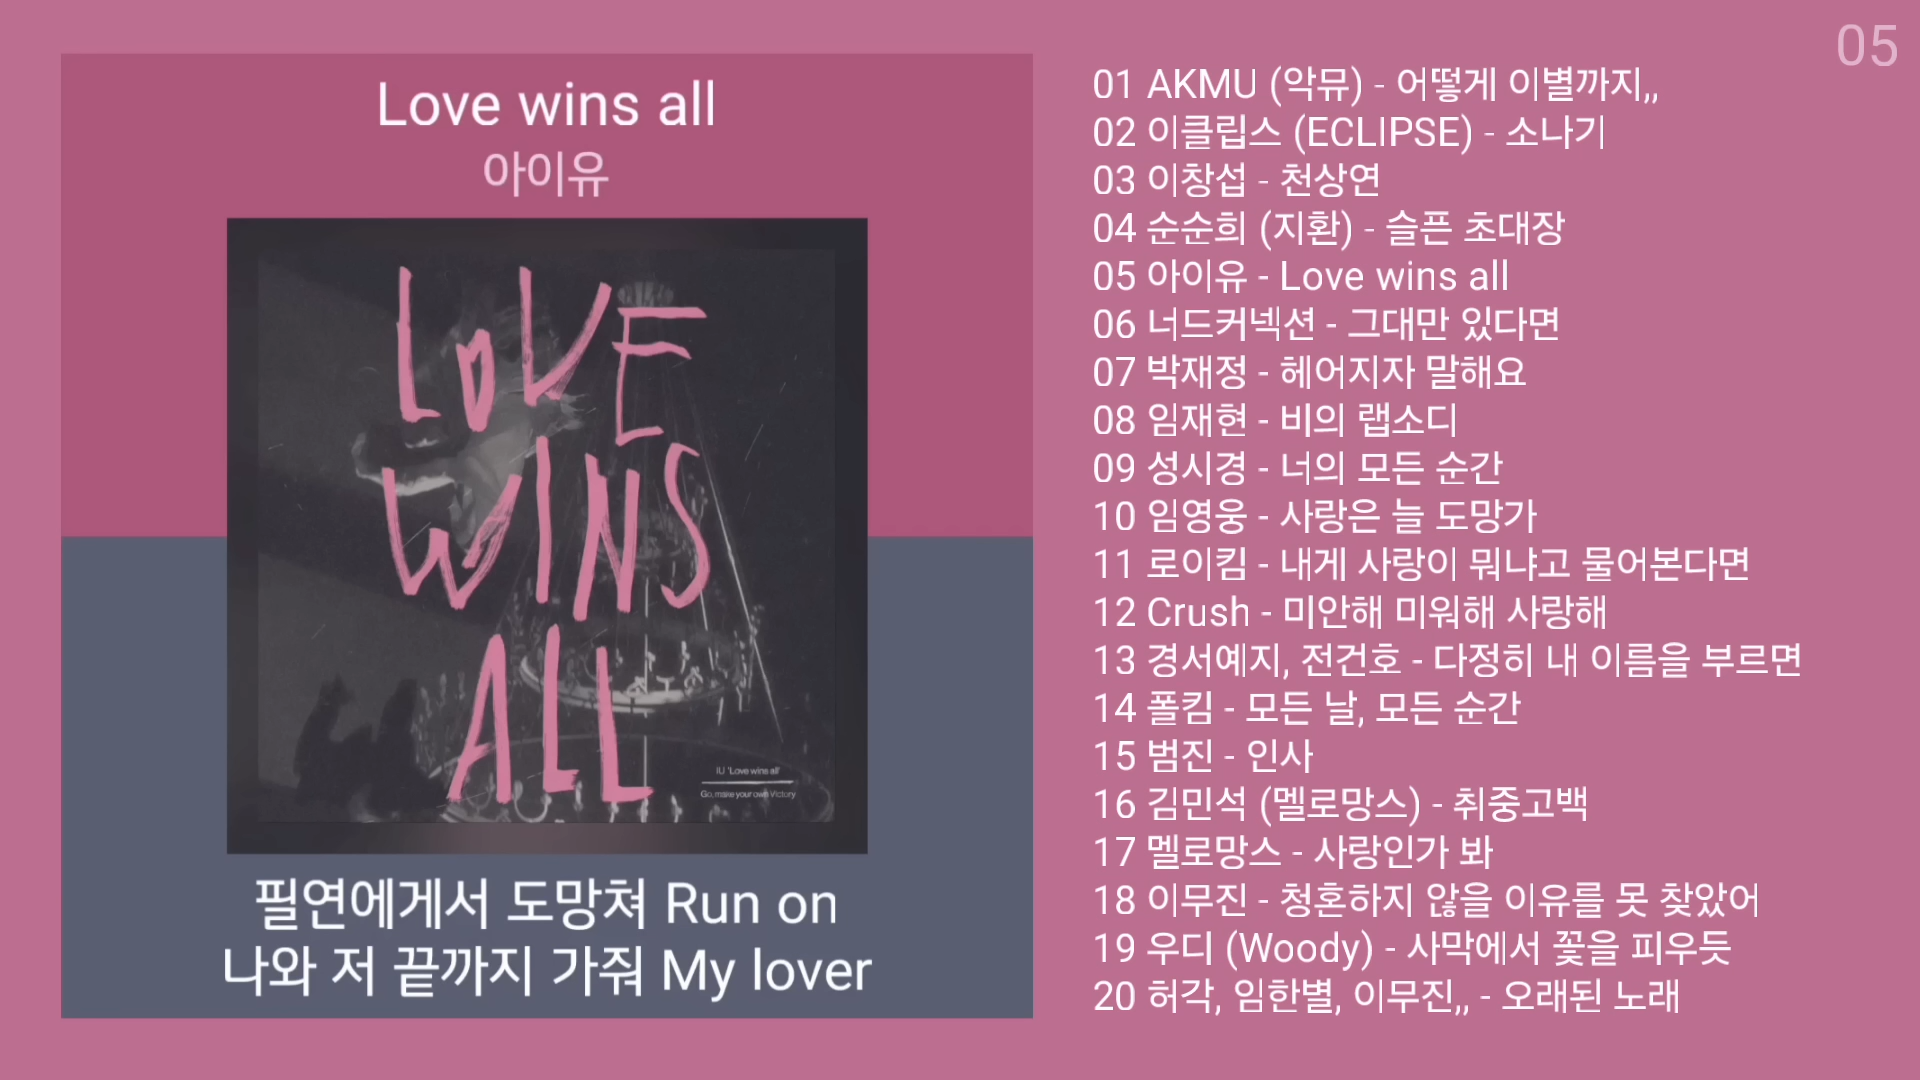 05
Love wins all
아이유
LOVE
WINS
ALL
IU 'Love wins all'
Go, make your own Victory
필연에게서 도망쳐 Run on
나와 저 끝까지 가줘 My lover
01 AKMU (악뮤) - 어떻게 이별까지,,
02 이클립스 (ECLIPSE) - 소나기
03 이창섭 - 천상연
04 순순희 (지환) - 슬픈 초대장
05 아이유 - Love wins all
06 너드커넥션 - 그대만 있다면
07 박재정 - 헤어지자 말해요
08 임재현 - 비의 랩소디
09 성시경 - 너의 모든 순간
10 임영웅 - 사랑은 늘 도망가
11 로이킴 - 내게 사랑이 뭐냐고 물어본다면
12 Crush - 미안해 미워해 사랑해
13 경서예지, 전건호 - 다정히 내 이름을 부르면
14 폴킴 - 모든 날, 모든 순간
15 범진 - 인사
16 김민석 (멜로망스) - 취중고백
17 멜로망스 - 사랑인가 봐
18 이무진 - 청혼하지 않을 이유를 못 찾았어
19 우디 (Woody) - 사막에서 꽃을 피우듯
20 허각, 임한별, 이무진,, - 오래된 노래